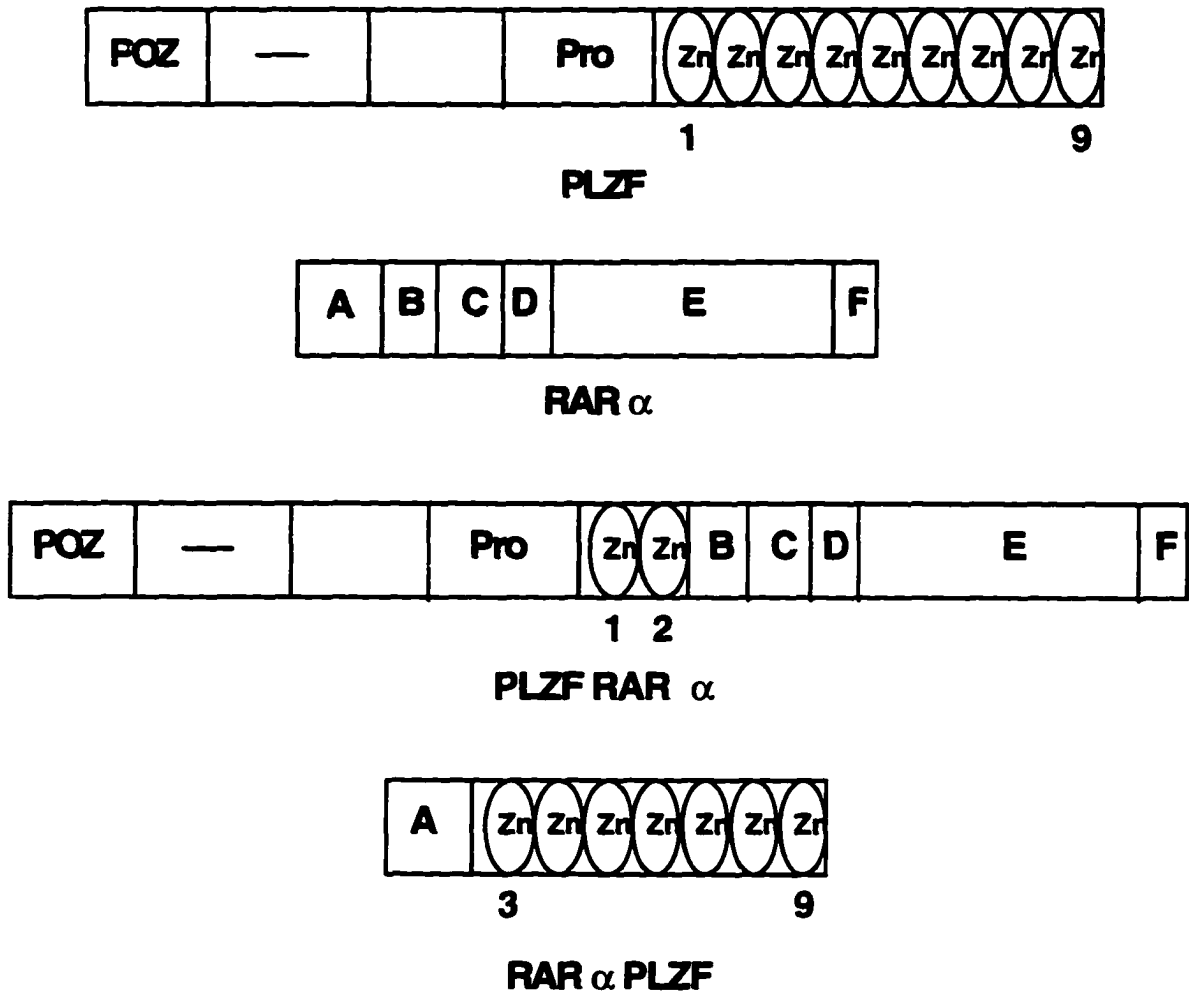 POZ — Pro Zn Zn Zn Zn Zn Zn Zn Zn Zn
1 9
PLZF
A B C D E F
RAR α
POZ — Pro Zn Zn B C D E F
1 2
PLZF RAR α
A Zn Zn Zn Zn Zn Zn Zn
3 9
RAR α PLZF